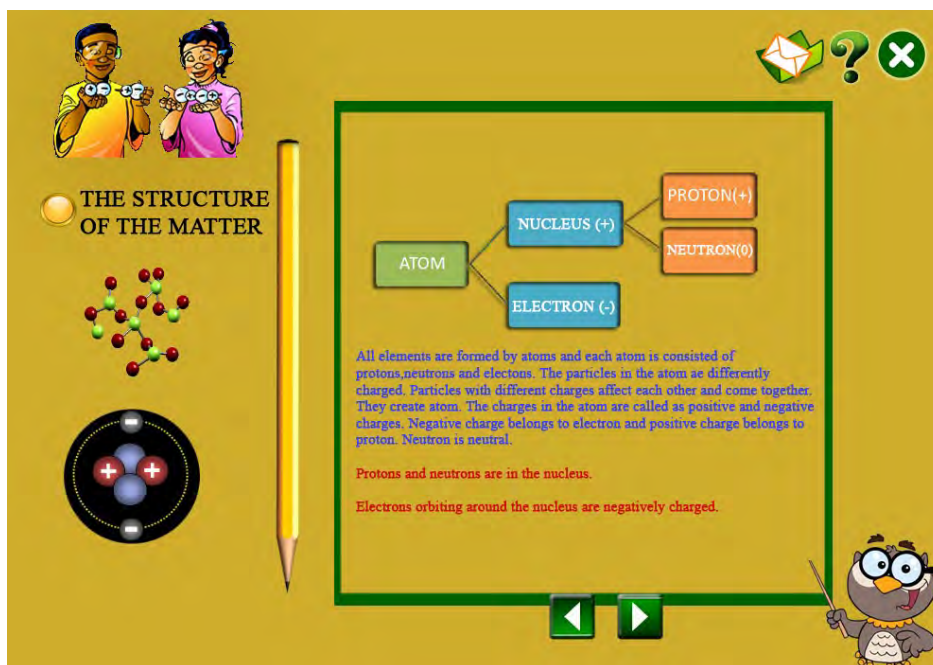 THE STRUCTURE
OF THE MATTER
ATOM
NUCLEUS (+)
ELECTRON (-)
PROTON(+)
NEUTRON(0)
All elements are formed by atoms and each atom is consisted of
protons,neutrons and electons. The particles in the atom ae differently
charged. Particles with different charges affect each other and come together.
They create atom. The charges in the atom are called as positive and negative
charges. Negative charge belongs to electron and positive charge belongs to
proton. Neutron is neutral.
Protons and neutrons are in the nucleus.
Electrons orbiting around the nucleus are negatively charged.